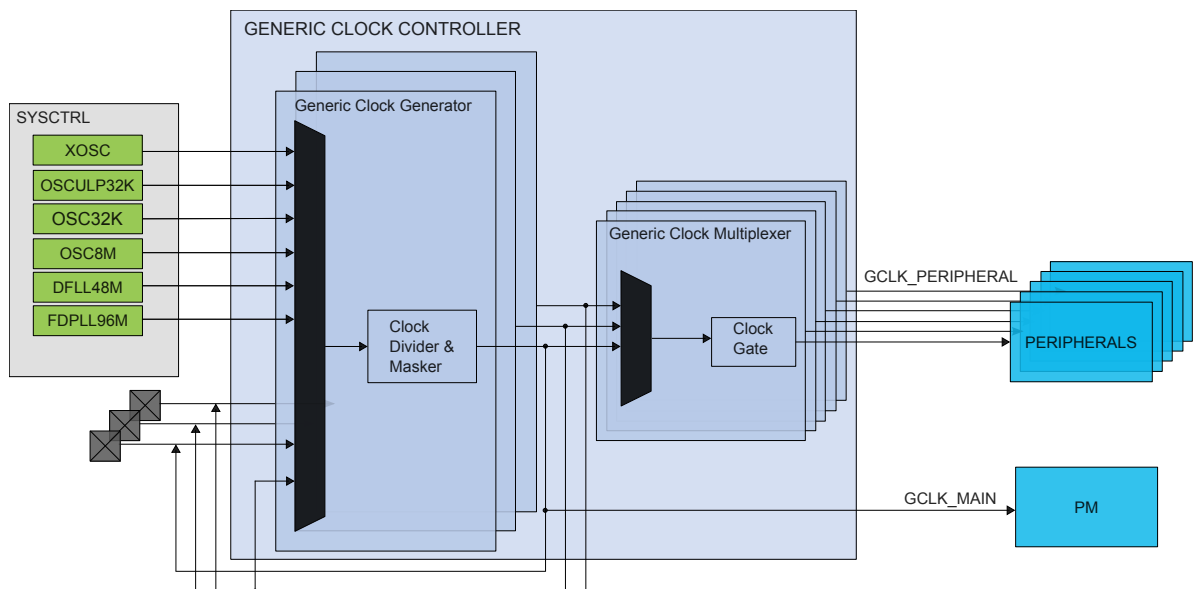 GENERIC CLOCK CONTROLLER
Generic Clock Generator
SYSCTRL
XOSC
OSCULP32K
OSC32K
OSC8M
DFLL48M
FDPLL96M
Clock
Divider &
Masker
Generic Clock Multiplexer
Clock
Gate
GCLK_PERIPHERAL
PERIPHERALS
GCLK_MAIN
PM